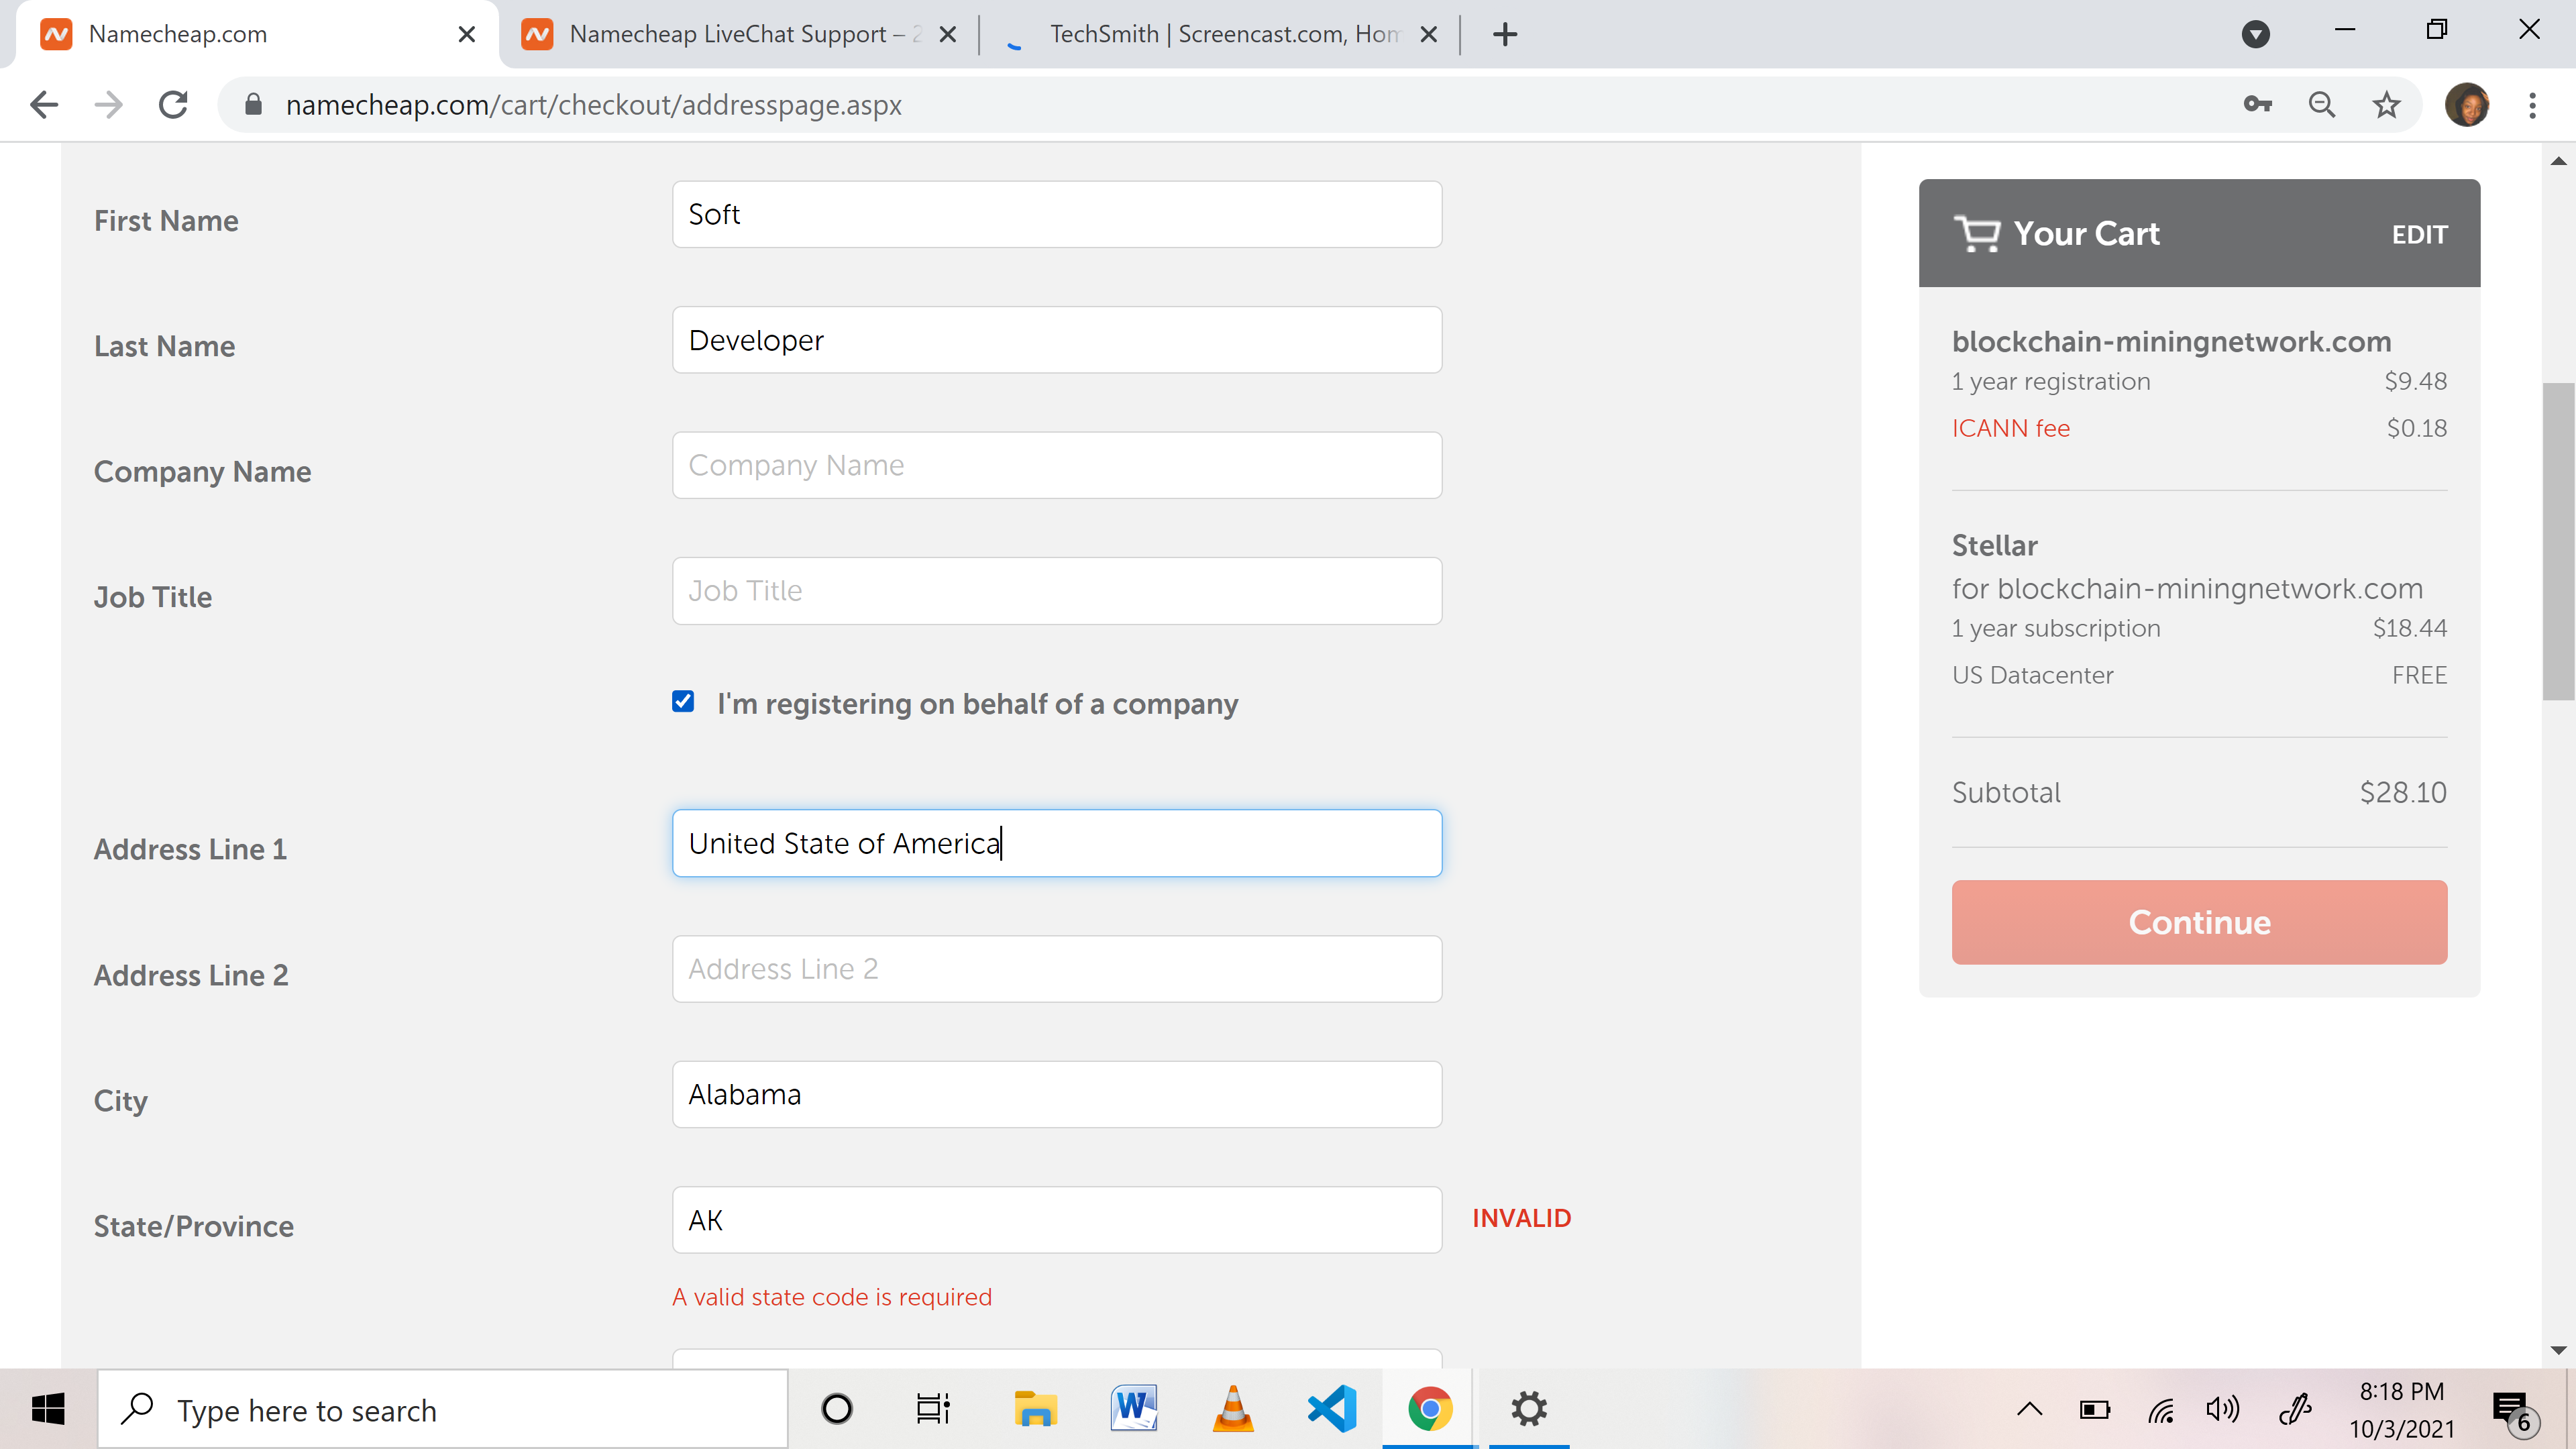 Namecheap.com
Namecheap LiveChat Support –
TechSmith | Screencast.com, Hom
namecheap.com/cart/checkout/addresspage.aspx
First Name
Soft
Last Name
Developer
Company Name
Company Name
Job Title
Job Title
I'm registering on behalf of a company
Address Line 1
United State of America
Address Line 2
Address Line 2
City
Alabama
State/Province
AK
INVALID
A valid state code is required
Your Cart
EDIT
blockchain-miningnetwork.com
1 year registration $9.48
ICANN fee $0.18
Stellar
for blockchain-miningnetwork.com
1 year subscription $18.44
US Datacenter FREE
Subtotal $28.10
Continue
Type here to search
W
8:18 PM
10/3/2021
6